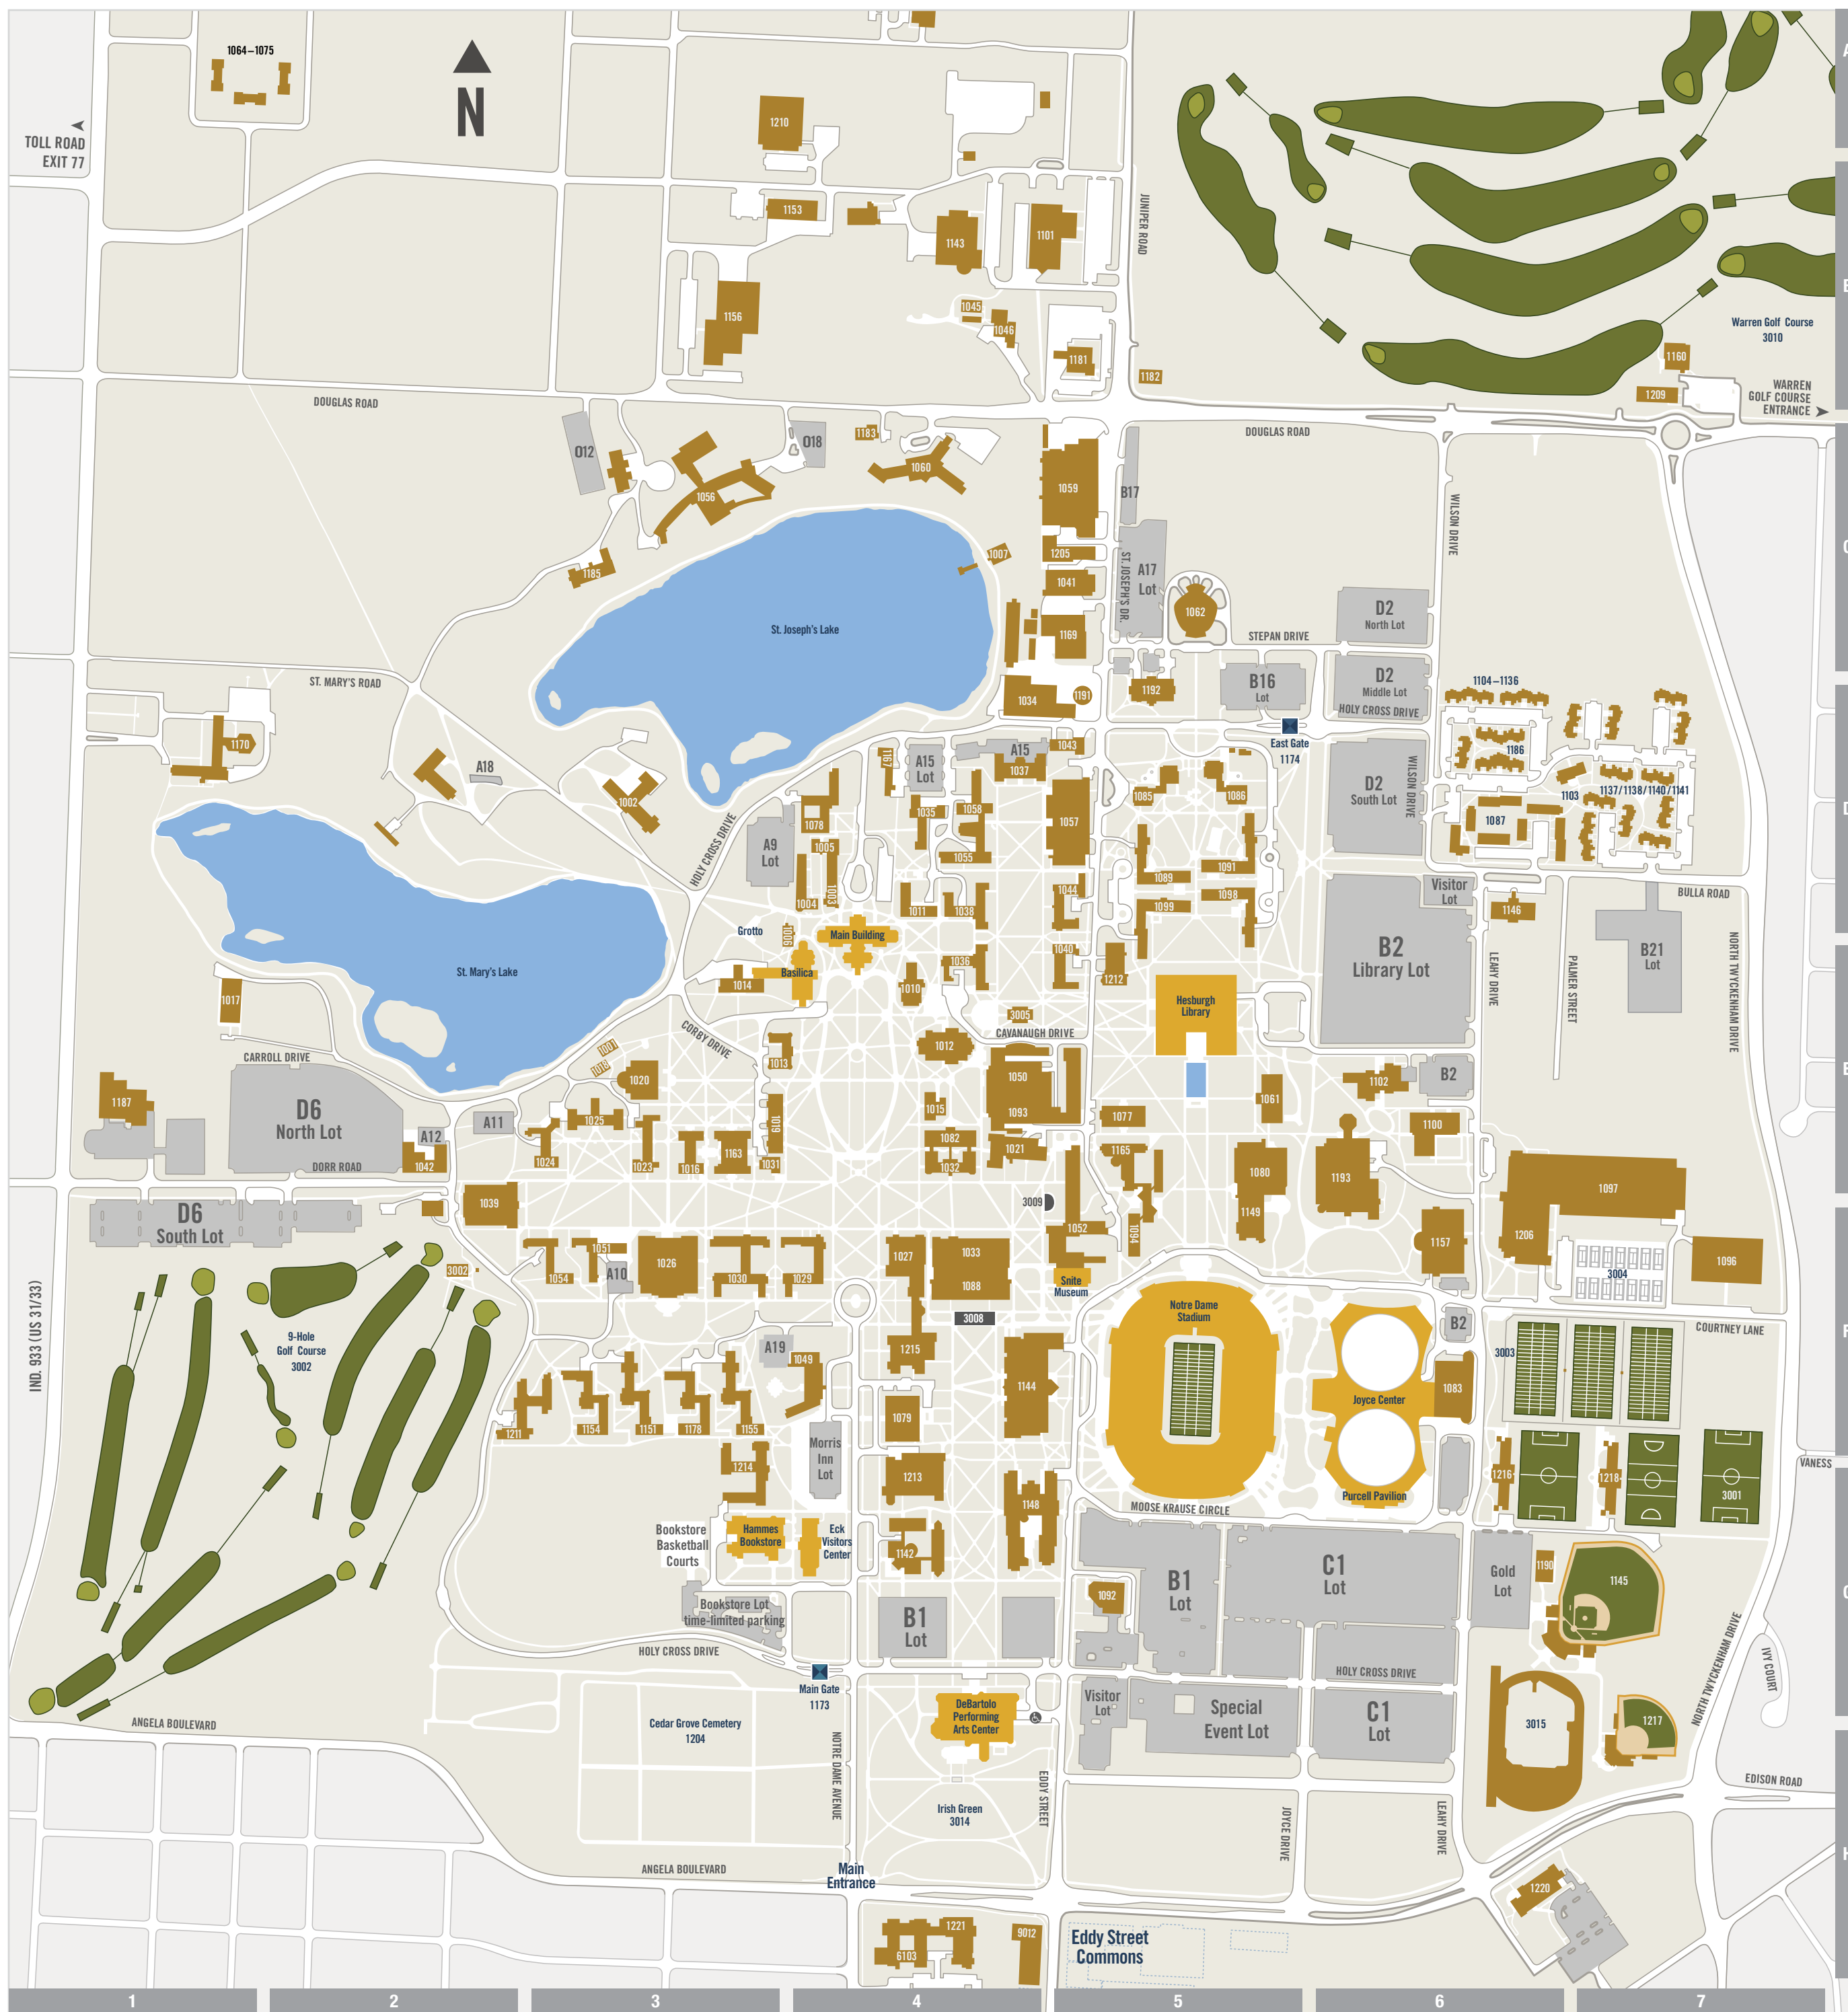 1064–1075
N
TOLL ROAD
EXIT 77
1210
1153
1143
1101
JUNIPER ROAD
1156
1045
1046
1181
1182
Warren Golf Course
3010
1160
1209
WARREN
GOLF COURSE
ENTRANCE
DOUGLAS ROAD
DOUGLAS ROAD
O12
O18
1183
1060
1056
1059
B17
WILSON DRIVE
1185
1007
1205
1041
ST. JOSEPH'S DR.
A17
Lot
1062
St. Joseph's Lake
1169
STEPAN DRIVE
D2
North Lot
ST. MARY'S ROAD
1034
1191
1192
B16
Lot
D2
Middle Lot
HOLY CROSS DRIVE
1104–1136
1170
A18
1002
1167
A15
Lot
A15
1037
1043
East Gate
1174
1186
D2
South Lot
WILSON DRIVE
1103
1137/1138/1140/1141
1087
1085
1086
1078
1035
1058
1057
HOLY CROSS DRIVE
A9
Lot
1005
1055
1004
1003
1011
1038
1044
1089
1091
1099
1098
Visitor
Lot
BULLA ROAD
1146
Grotto
1006
Main Building
Basilica
1036
1040
1212
B2
Library Lot
B21
Lot
LEAHY DRIVE
PALMER STREET
NORTH TWYCKENHAM DRIVE
St. Mary's Lake
1017
1014
1010
Hesburgh
Library
3005
CAVANAUGH DRIVE
CORBY DRIVE
1001
1018
1013
1012
CARROLL DRIVE
1020
1050
1093
1102
B2
1187
D6
North Lot
A12
1042
DORR ROAD
A11
1025
1024
1023
1016
1163
1019
1031
1015
1082
1032
1021
1077
1061
1165
1100
1080
1149
1193
1097
D6
South Lot
1039
3009
1052
1094
1157
1206
1096
3004
3002
1054
1051
A10
1026
1030
1029
1027
1033
1088
Snite
Museum
3008
Notre Dame
Stadium
B2
COURTNEY LANE
IND. 933 (US 31/33)
9-Hole
Golf Course
3002
3003
A19
1049
1215
1144
Joyce Center
1083
1211
1154
1151
1178
1155
1079
Morris
Inn
Lot
1214
1213
1148
Purcell Pavilion
1216
1218
3001
VANESS
MOOSE KRAUSE CIRCLE
Bookstore
Basketball
Courts
Hammes
Bookstore
Eck
Visitors
Center
1142
B1
Lot
C1
Lot
Gold
Lot
1190
1145
1092
Bookstore Lot
time-limited parking
B1
Lot
HOLY CROSS DRIVE
HOLY CROSS DRIVE
Main Gate
1173
DeBartolo
Performing
Arts Center
Visitor
Lot
Special
Event Lot
C1
Lot
3015
1217
NORTH TWYCKENHAM DRIVE
IVY COURT
ANGELA BOULEVARD
Cedar Grove Cemetery
1204
NOTRE DAME AVENUE
EDDY STREET
Irish Green
3014
JOYCE DRIVE
LEAHY DRIVE
EDISON ROAD
ANGELA BOULEVARD
Main
Entrance
1220
1221
6103
9012
Eddy Street
Commons
1
2
3
4
5
6
7